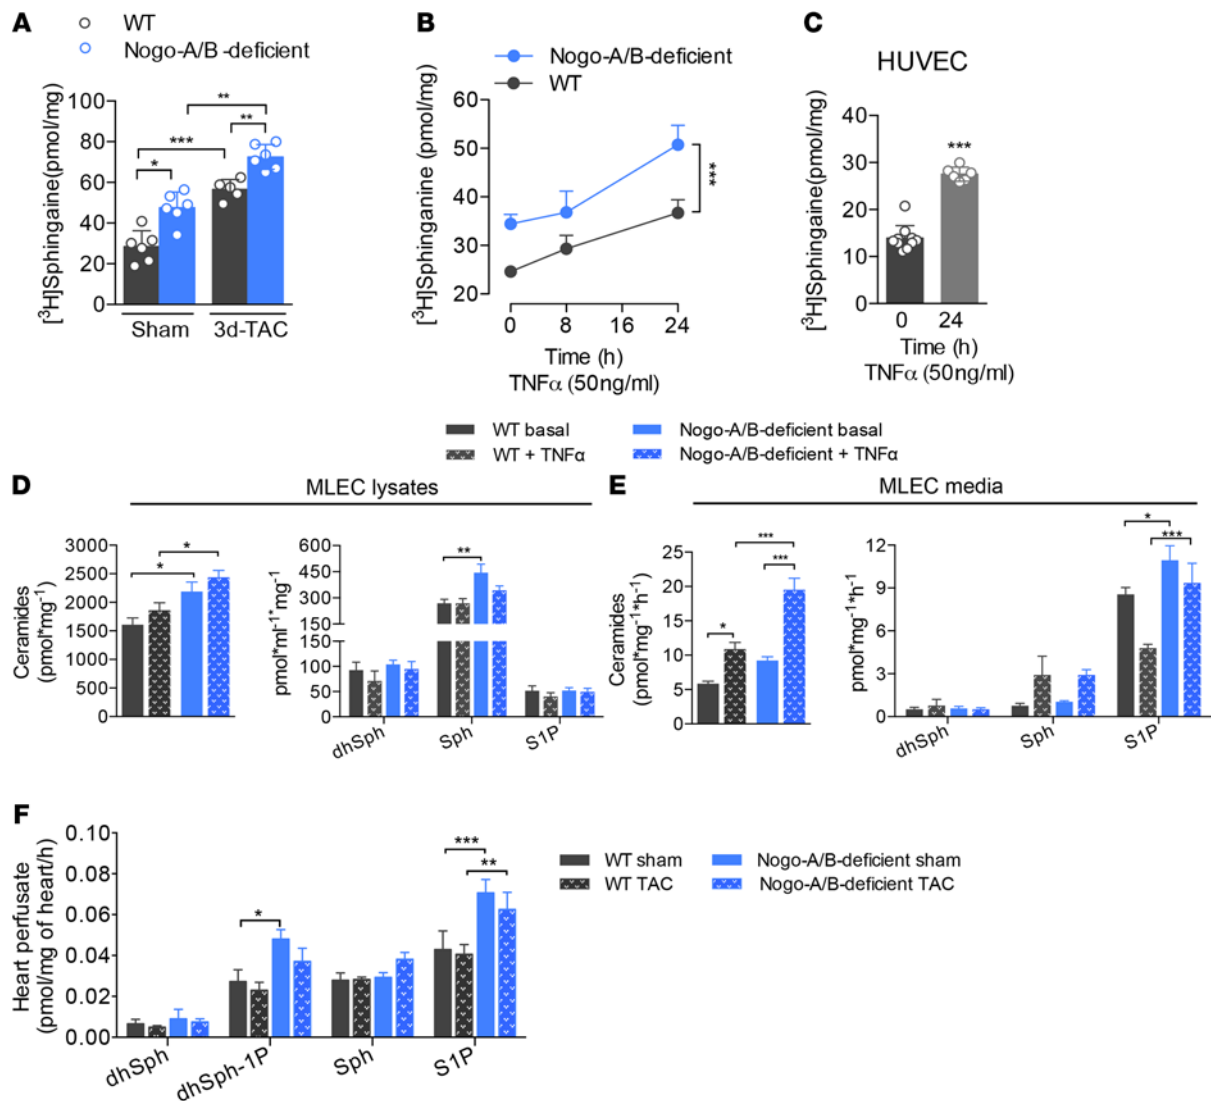 A
WT
Nogo-A/B -deficient
[³H]Sphingaine(pmol/mg)
100
80
60
40
20
0
***
*
**
**
Sham
3d-TAC
B
Nogo-A/B-deficient
WT
[³H]Sphinganine (pmol/mg)
60
50
40
30
20
***
0
8
16
24
Time (h)
TNFα (50ng/ml)
C
HUVEC
[³H]Sphingaine(pmol/mg)
40
30
20
10
0
***
0
24
Time (h)
TNFα (50ng/ml)
WT basal
Nogo-A/B-deficient basal
WT + TNFα
Nogo-A/B-deficient + TNFα
D
MLEC lysates
Ceramides
(pmol*mg⁻¹)
3000
2500
2000
1500
1000
500
0
*
*
pmol*ml⁻¹*mg⁻¹
600
450
300
150
150
100
50
0
**
dhSph
Sph
S1P
E
MLEC media
Ceramides
(pmol*mg⁻¹*h⁻¹)
25
20
15
10
5
0
***
***
*
pmol*mg⁻¹*h⁻¹)
12
9
6
3
0
*
***
dhSph
Sph
S1P
F
Heart perfusate
(pmol/mg of heart/h)
0.10
0.08
0.06
0.04
0.02
0.00
*
***
**
dhSph
dhSph-1P
Sph
S1P
WT sham
Nogo-A/B-deficient sham
WT TAC
Nogo-A/B-deficient TAC